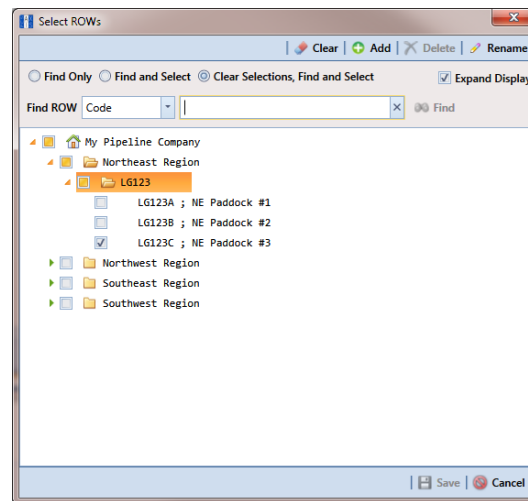 Select ROWs
Clear Add Delete Rename
Find Only Find and Select Clear Selections, Find and Select Expand Display
Find ROW Code Find
My Pipeline Company
Northeast Region
LG123
LG123A ; NE Paddock #1
LG123B ; NE Paddock #2
LG123C ; NE Paddock #3
Northwest Region
Southeast Region
Southwest Region
Save Cancel